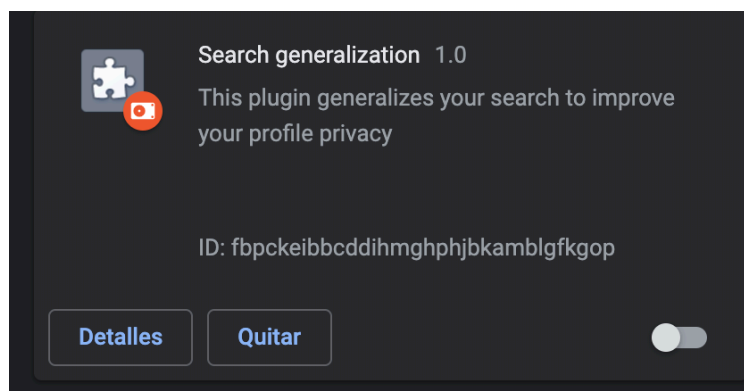 Search generalization 1.0
This plugin generalizes your search to improve
your profile privacy
ID: fbpckeibbcddihmghphjbkamblgfkgop
Detalles Quitar